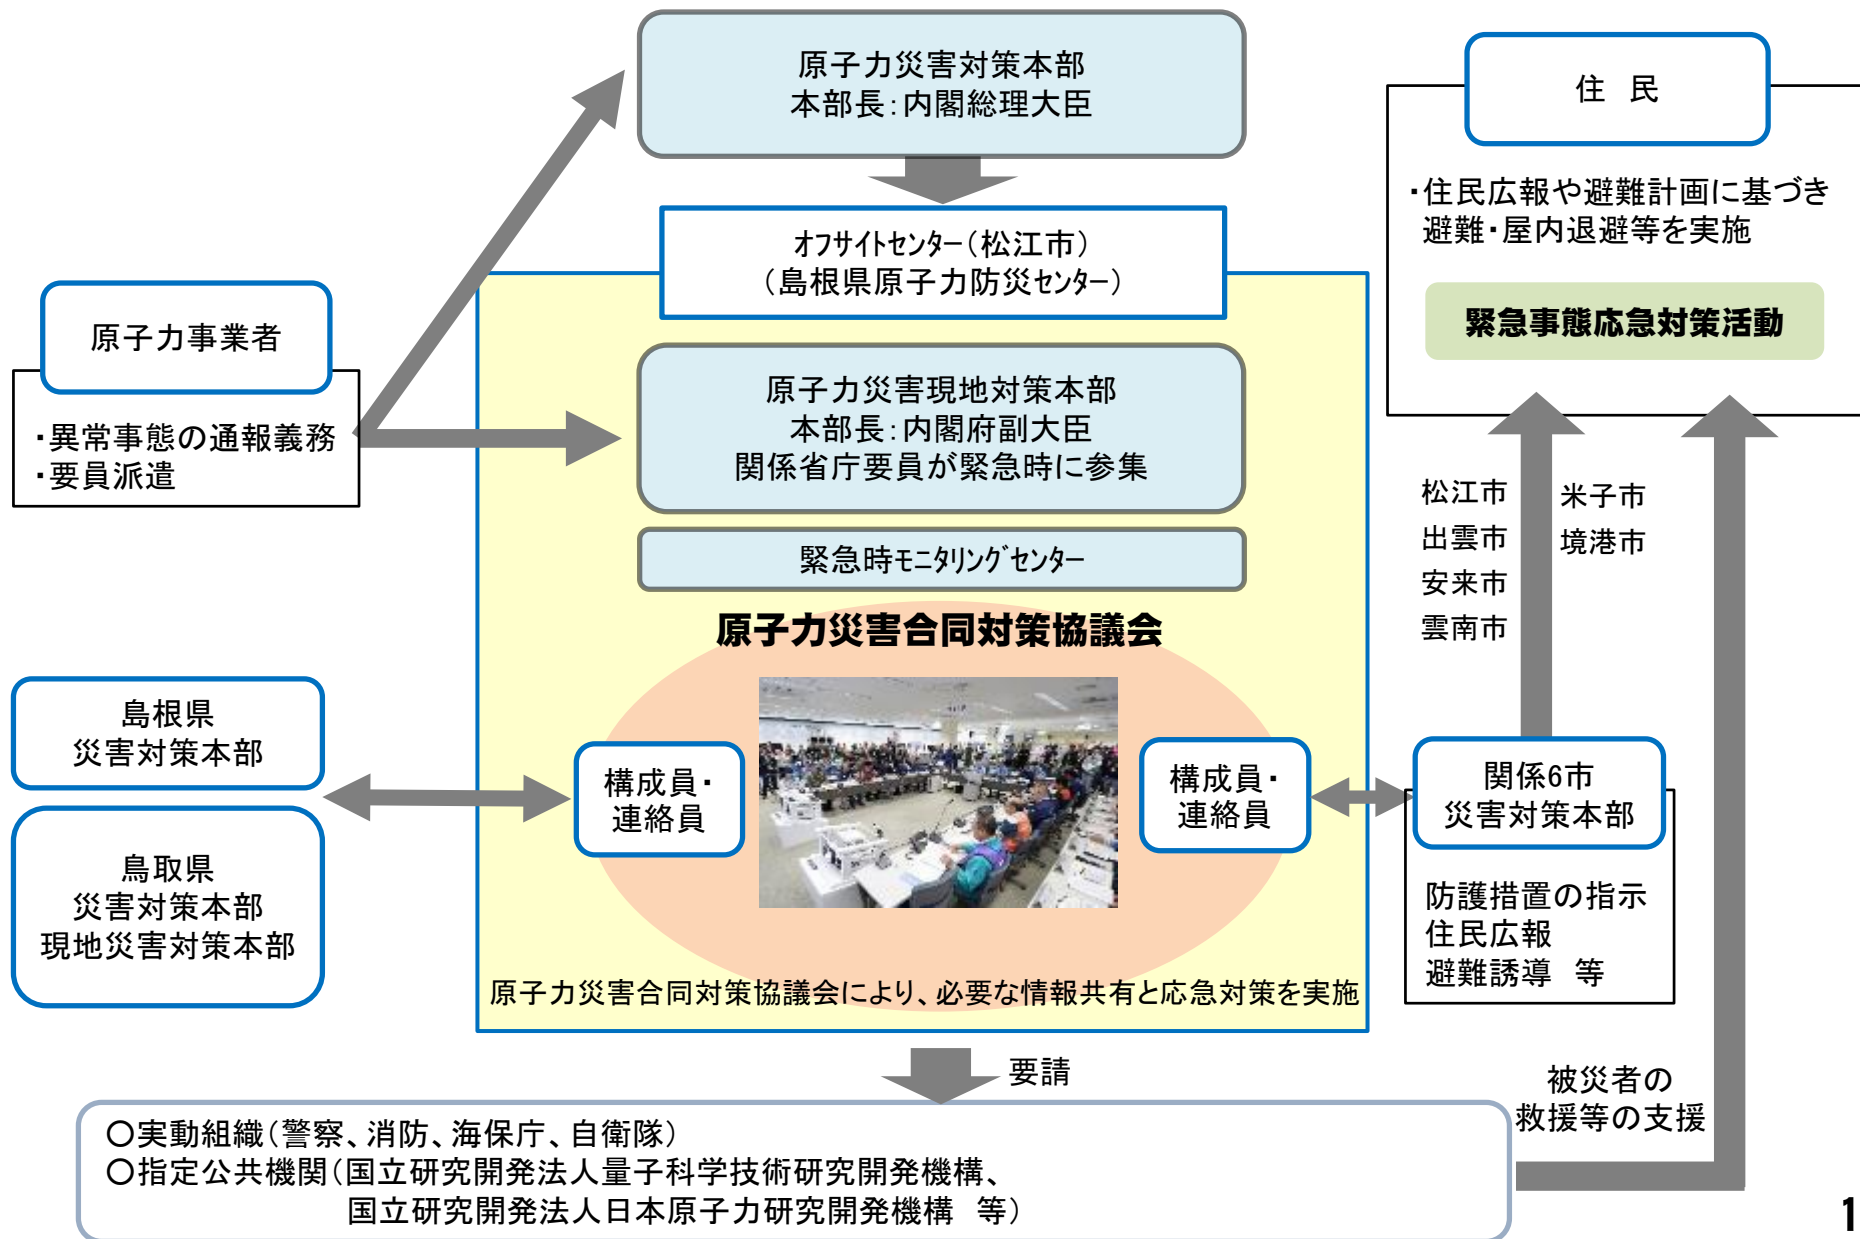 原子力災害対策本部
本部長：内閣総理大臣
オフサイトセンター（松江市）
（島根県原子力防災センター）
原子力事業者
・異常事態の通報義務
・要員派遣
原子力災害現地対策本部
本部長：内閣府副大臣
関係省庁要員が緊急時に参集
緊急時モニタリングセンター
原子力災害合同対策協議会
構成員・
連絡員
構成員・
連絡員
原子力災害合同対策協議会により、必要な情報共有と応急対策を実施
島根県
災害対策本部
鳥取県
災害対策本部
現地災害対策本部
住　民
・住民広報や避難計画に基づき
避難・屋内退避等を実施
緊急事態応急対策活動
松江市
出雲市
安来市
雲南市
米子市
境港市
関係6市
災害対策本部
防護措置の指示
住民広報
避難誘導　等
要請
被災者の
救援等の支援
○実動組織（警察、消防、海保庁、自衛隊）
○指定公共機関（国立研究開発法人量子科学技術研究開発機構、
国立研究開発法人日本原子力研究開発機構　等）
1